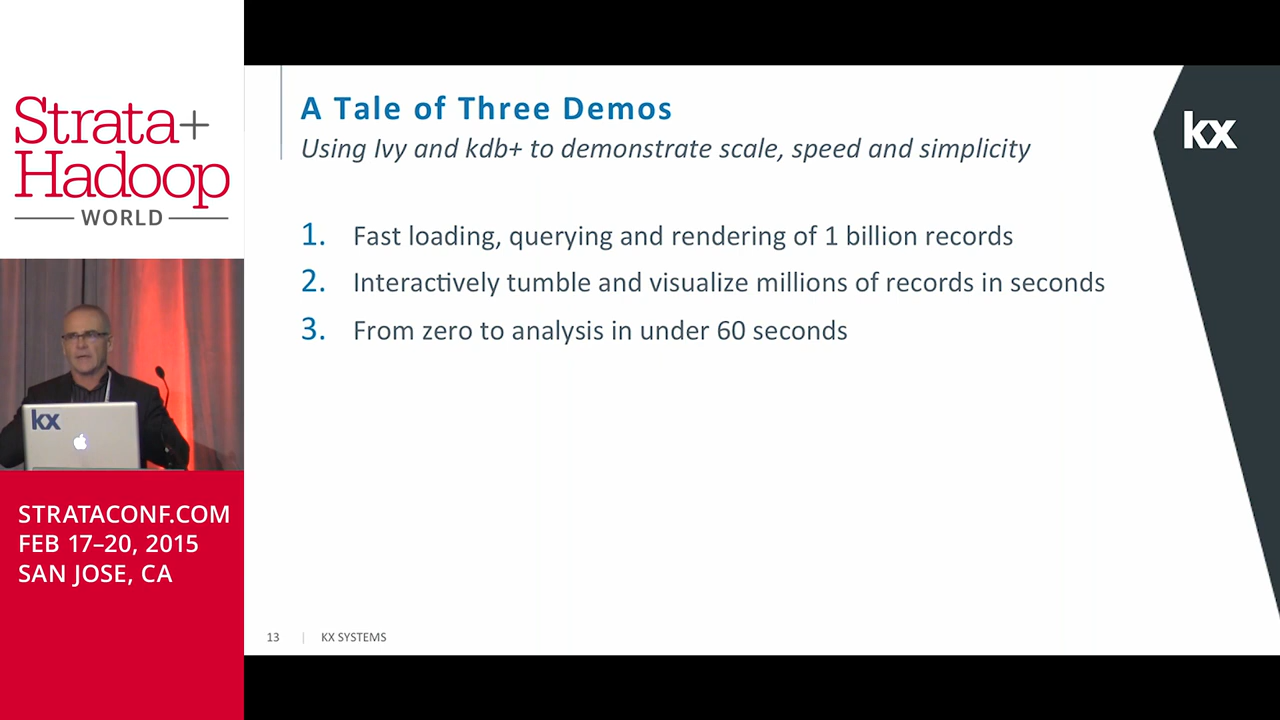 Strata+
Hadoop
WORLD
kx
STRATACONF.COM
FEB 17–20, 2015
SAN JOSE, CA
A Tale of Three Demos
Using Ivy and kdb+ to demonstrate scale, speed and simplicity
kx
1. Fast loading, querying and rendering of 1 billion records
2. Interactively tumble and visualize millions of records in seconds
3. From zero to analysis in under 60 seconds
13 | KX SYSTEMS